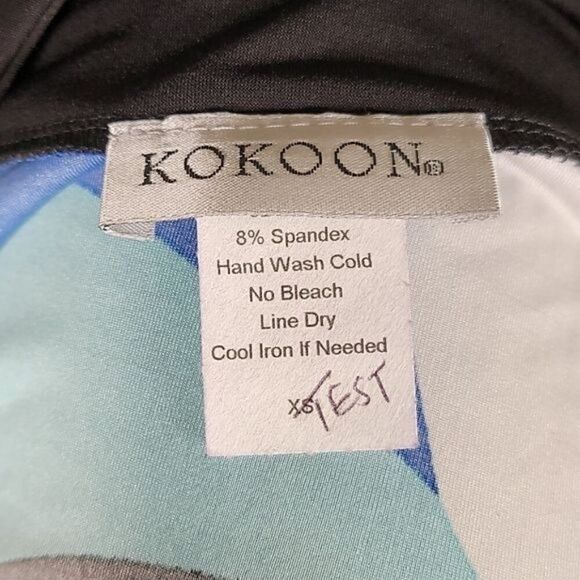 KOKOON®
8% Spandex
Hand Wash Cold
No Bleach
Line Dry
Cool Iron If Needed
XS TEST